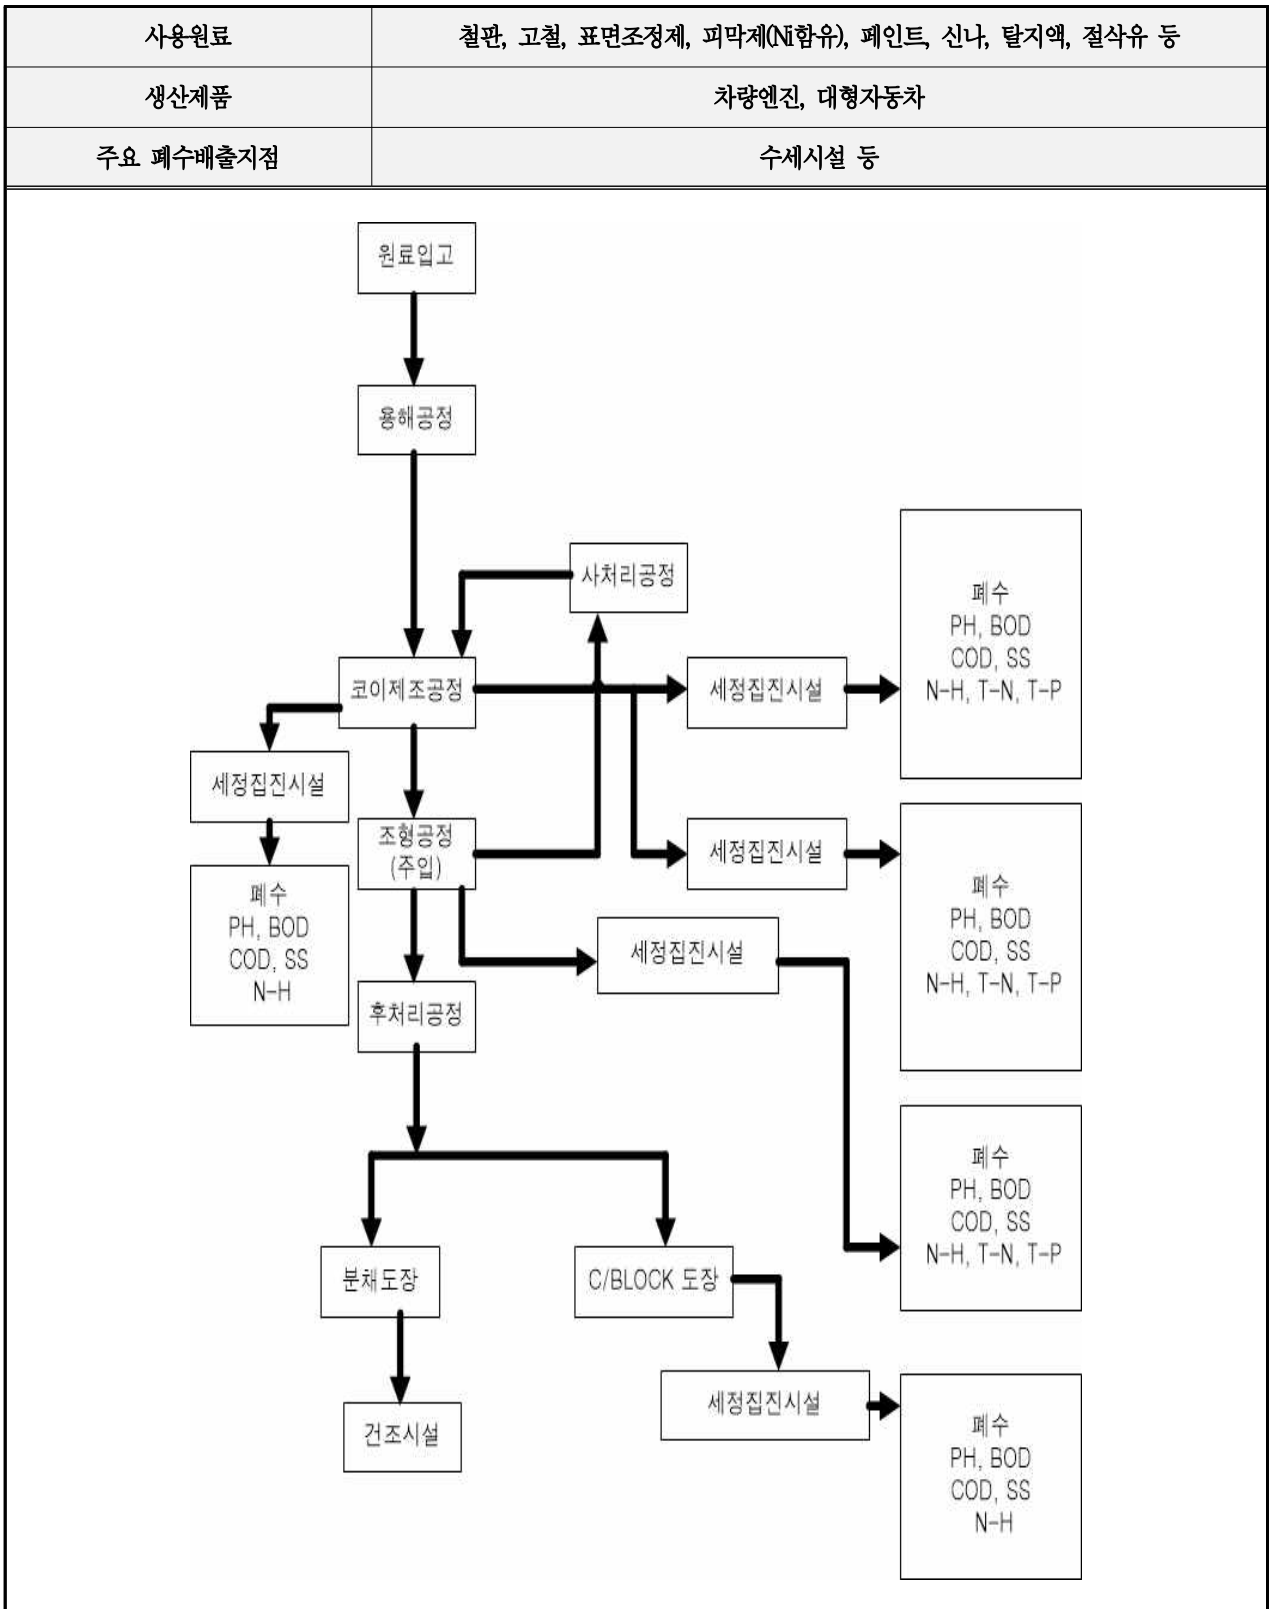 사용원료
철판, 고철, 표면조정제, 피막제(Ni함유), 페인트, 신나, 탈지액, 절삭유 등
생산제품
차량엔진, 대형자동차
주요 폐수배출지점
수세시설 등
원료입고
용해공정
사처리공정
코이제조공정
세정집진시설
폐수
PH, BOD
COD, SS
N-H, T-N, T-P
세정집진시설
폐수
PH, BOD
COD, SS
N-H
조형공정
(주입)
세정집진시설
폐수
PH, BOD
COD, SS
N-H, T-N, T-P
세정집진시설
폐수
PH, BOD
COD, SS
N-H, T-N, T-P
후처리공정
분채도장
C/BLOCK 도장
건조시설
세정집진시설
폐수
PH, BOD
COD, SS
N-H